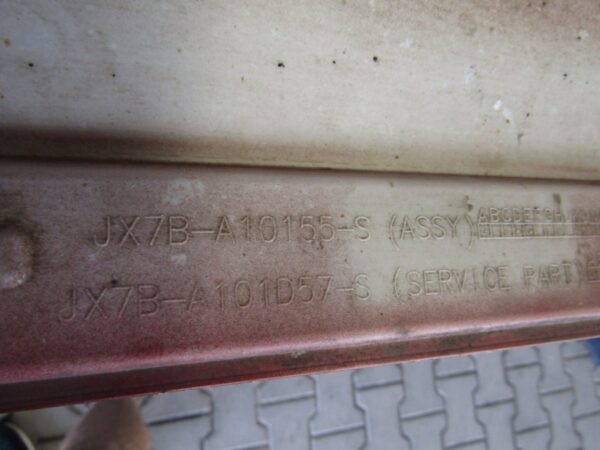 JX7B-A10155-S (ASSY)
JX7B-A101D57-S (SERVICE PART)